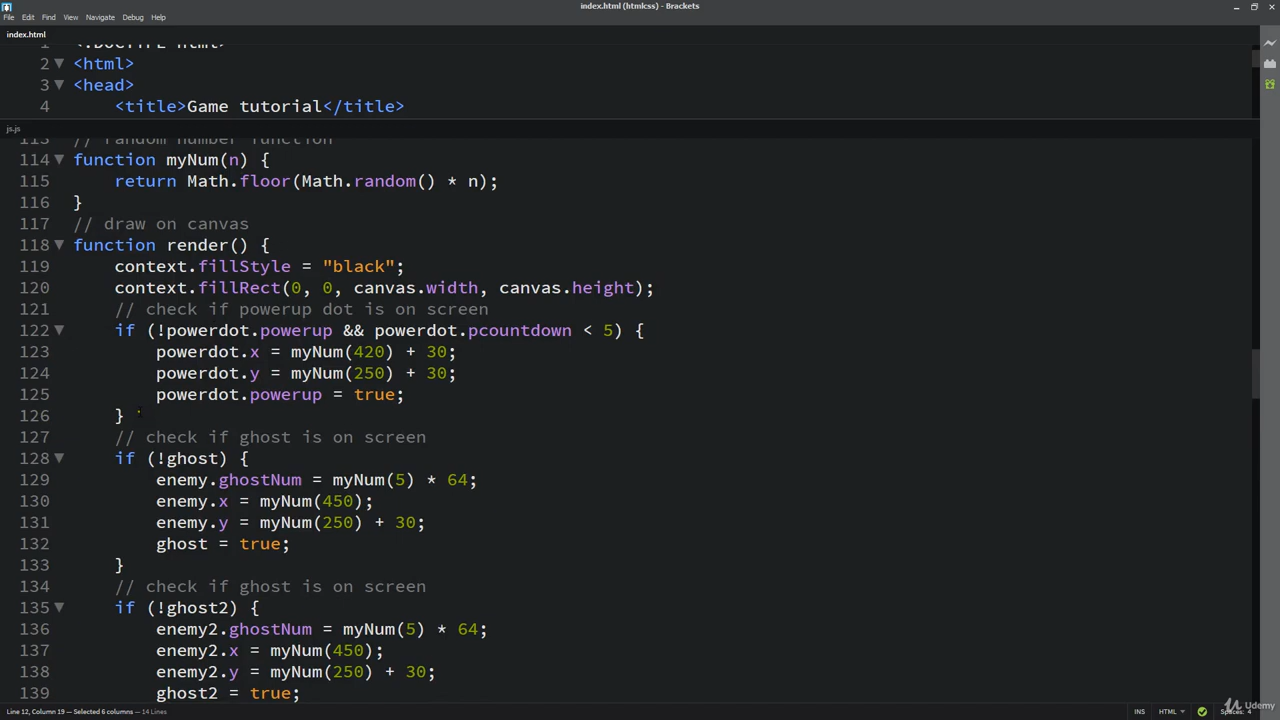 index.html (htmlcss) - Brackets
File Edit Find View Navigate Debug Help
index.html
1 <!DOCTYPE html>
2 <html>
3 <head>
4 <title>Game tutorial</title>
js.js
113 // random number function
114 function myNum(n) {
115 return Math.floor(Math.random() * n);
116 }
117 // draw on canvas
118 function render() {
119 context.fillStyle = "black";
120 context.fillRect(0, 0, canvas.width, canvas.height);
121 // check if powerup dot is on screen
122 if (!powerdot.powerup && powerdot.pcountdown < 5) {
123 powerdot.x = myNum(420) + 30;
124 powerdot.y = myNum(250) + 30;
125 powerdot.powerup = true;
126 }
127 // check if ghost is on screen
128 if (!ghost) {
129 enemy.ghostNum = myNum(5) * 64;
130 enemy.x = myNum(450);
131 enemy.y = myNum(250) + 30;
132 ghost = true;
133 }
134 // check if ghost is on screen
135 if (!ghost2) {
136 enemy2.ghostNum = myNum(5) * 64;
137 enemy2.x = myNum(450);
138 enemy2.y = myNum(250) + 30;
139 ghost2 = true;
Line 12, Column 19 — Selected 6 columns — 14 Lines
INS HTML Spaces: 4
Udemy